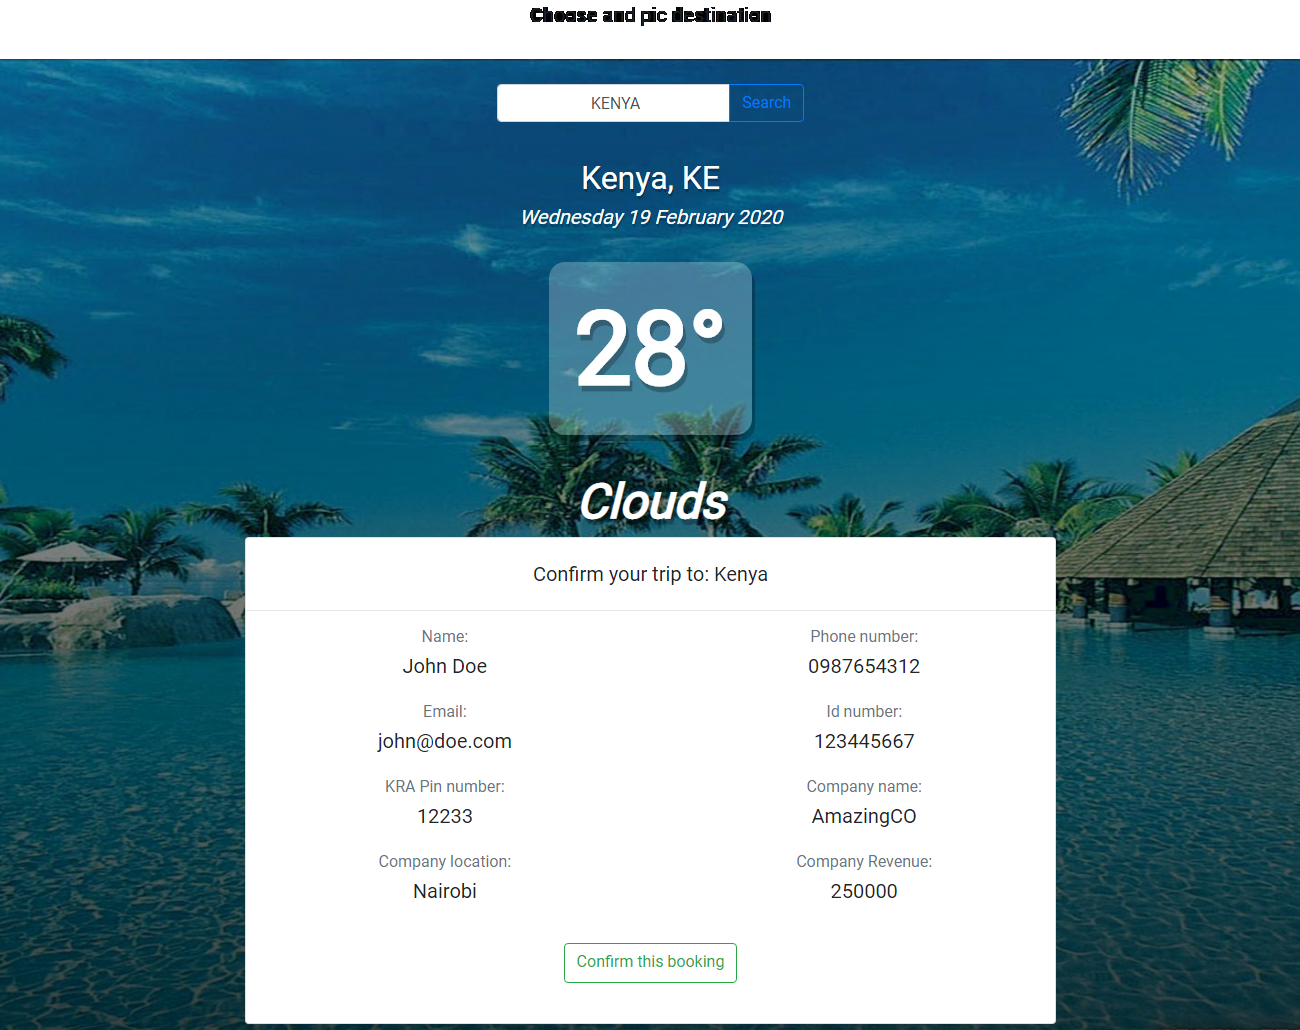 Choose and pic destination
KENYA
Search
Kenya, KE
Wednesday 19 February 2020
28°
Clouds
Confirm your trip to: Kenya
Name:
John Doe
Phone number:
0987654312
Email:
john@doe.com
Id number:
123445667
KRA Pin number:
12233
Company name:
AmazingCO
Company location:
Nairobi
Company Revenue:
250000
Confirm this booking